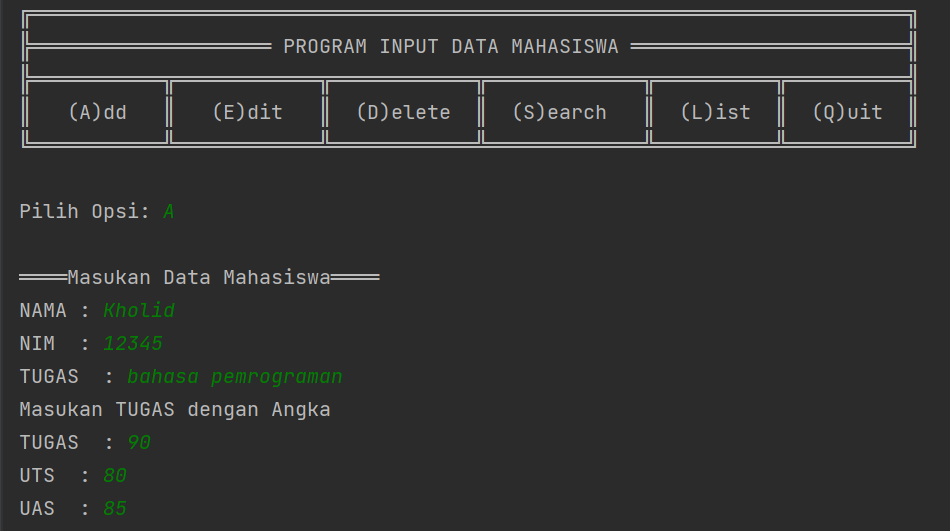 PROGRAM INPUT DATA MAHASISWA
(A)dd (E)dit (D)elete (S)earch (L)ist (Q)uit
Pilih Opsi: A
═════Masukan Data Mahasiswa═════
NAMA : Kholid
NIM  : 12345
TUGAS  : bahasa pemrograman
Masukan TUGAS dengan Angka
TUGAS  : 90
UTS  : 80
UAS  : 85